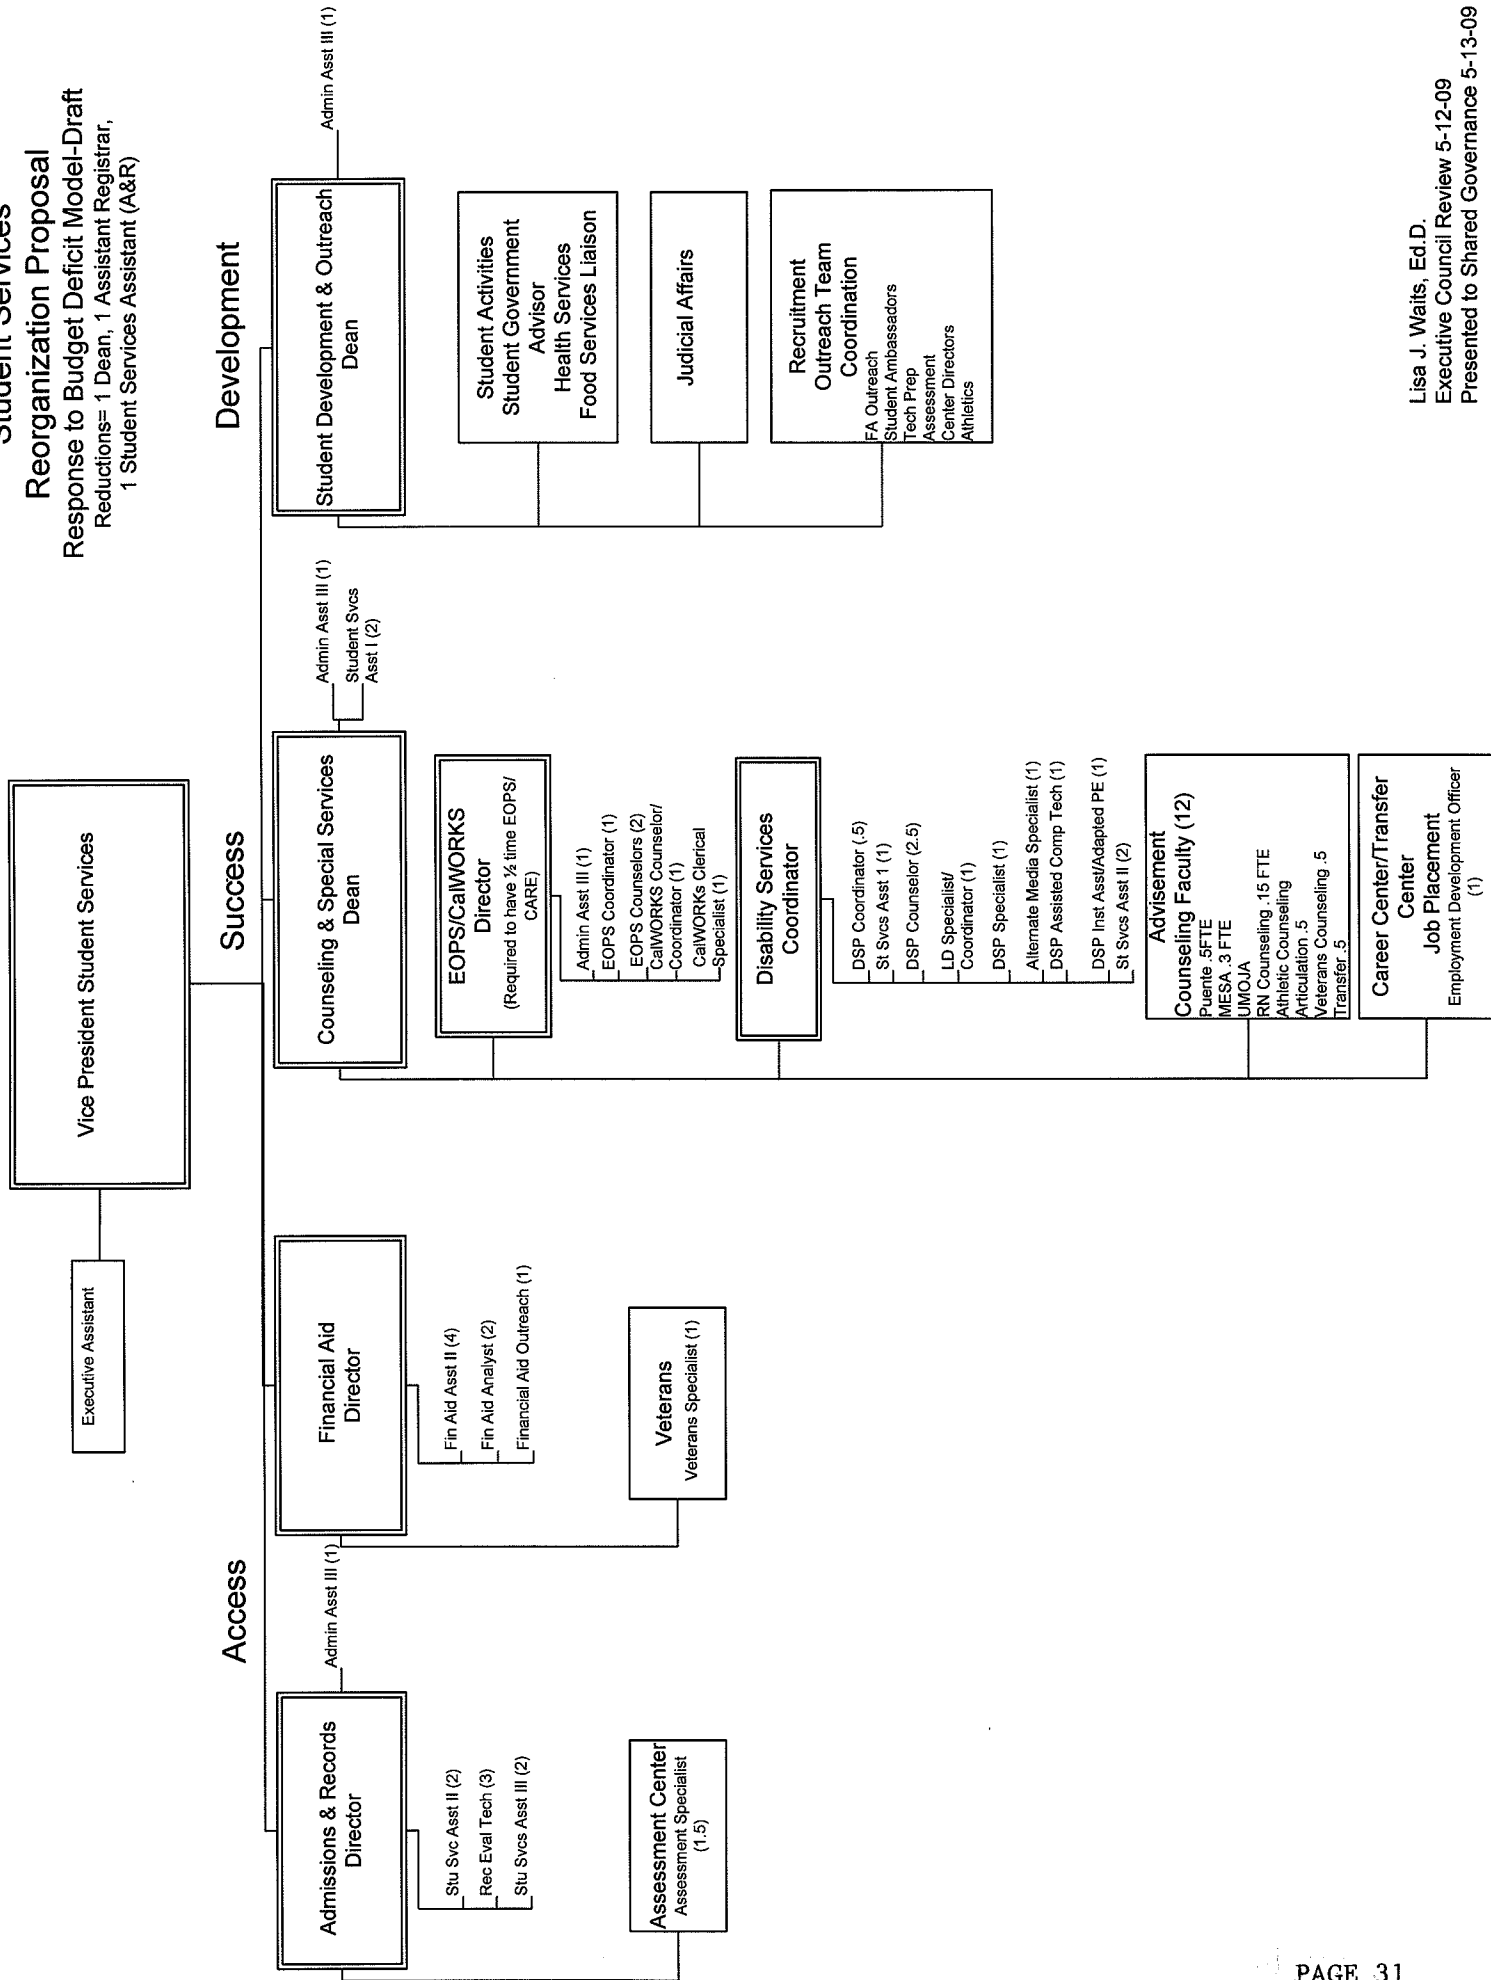 Student Services
Reorganization Proposal
Response to Budget Deficit Model-Draft
Reductions= 1 Dean, 1 Assistant Registrar,
1 Student Services Assistant (A&R)
Vice President Student Services
Executive Assistant
Access
Success
Development
Admissions & Records
Director
Admin Asst III (1)
Stu Svc Asst II (2)
Rec Eval Tech (3)
Stu Svcs Asst III (2)
Assessment Center
Assessment Specialist
(1.5)
Financial Aid
Director
Fin Aid Asst II (4)
Fin Aid Analyst (2)
Financial Aid Outreach (1)
Veterans
Veterans Specialist (1)
Counseling & Special Services
Dean
Admin Asst III (1)
Student Svcs
Asst I (2)
EOPS/CalWORKS
Director
(Required to have ½ time EOPS/
CARE)
Admin Asst III (1)
EOPS Coordinator (1)
EOPS Counselors (2)
CalWORKS Counselor/
Coordinator (1)
CalWORKs Clerical
Specialist (1)
Disability Services
Coordinator
DSP Coordinator (.5)
St Svcs Asst 1 (1)
DSP Counselor (2.5)
LD Specialist/
Coordinator (1)
DSP Specialist (1)
Alternate Media Specialist (1)
DSP Assisted Comp Tech (1)
DSP Inst Asst/Adapted PE (1)
St Svcs Asst II (2)
Advisement
Counseling Faculty (12)
Puente .5FTE
MESA .3 FTE
UMOJA
RN Counseling .15 FTE
Athletic Counseling
Articulation .5
Veterans Counseling .5
Transfer .5
Career Center/Transfer
Center
Job Placement
Employment Development Officer
(1)
Student Development & Outreach
Dean
Admin Asst III (1)
Student Activities
Student Government
Advisor
Health Services
Food Services Liaison
Judicial Affairs
Recruitment
Outreach Team
Coordination
FA Outreach
Student Ambassadors
Tech Prep
Assessment
Center Directors
Athletics
Lisa J. Waits, Ed.D.
Executive Council Review 5-12-09
Presented to Shared Governance 5-13-09
PAGE 31